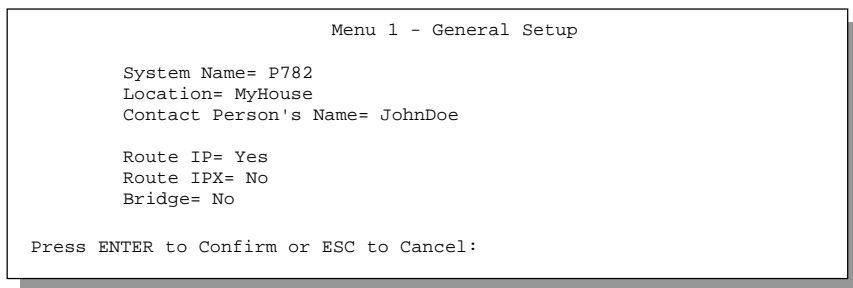 Menu 1 - General Setup
System Name= P782
Location= MyHouse
Contact Person's Name= JohnDoe
Route IP= Yes
Route IPX= No
Bridge= No
Press ENTER to Confirm or ESC to Cancel: